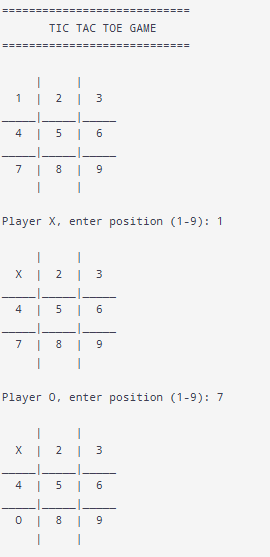 ============================
       TIC TAC TOE GAME
============================

     |     |
  1  |  2  |  3
_____|_____|_____
  4  |  5  |  6
_____|_____|_____
  7  |  8  |  9
     |     |

Player X, enter position (1-9): 1

     |     |
  X  |  2  |  3
_____|_____|_____
  4  |  5  |  6
_____|_____|_____
  7  |  8  |  9
     |     |

Player O, enter position (1-9): 7

     |     |
  X  |  2  |  3
_____|_____|_____
  4  |  5  |  6
_____|_____|_____
  O  |  8  |  9
     |     |